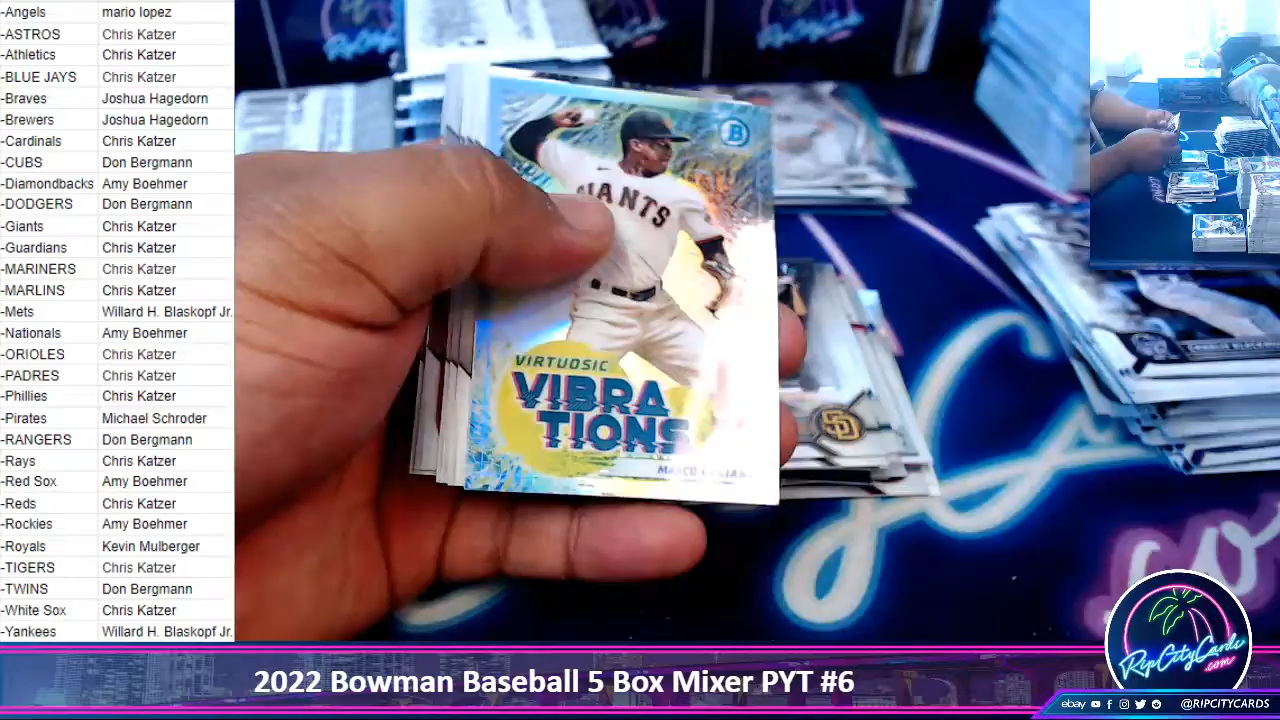 -Angels mario lopez
-ASTROS Chris Katzer
-Athletics Chris Katzer
-BLUE JAYS Chris Katzer
-Braves Joshua Hagedorn
-Brewers Joshua Hagedorn
-Cardinals Chris Katzer
-CUBS Don Bergmann
-Diamondbacks Amy Boehmer
-DODGERS Don Bergmann
-Giants Chris Katzer
-Guardians Chris Katzer
-MARINERS Chris Katzer
-MARLINS Chris Katzer
-Mets Willard H. Blaskopf Jr.
-Nationals Amy Boehmer
-ORIOLES Chris Katzer
-PADRES Chris Katzer
-Phillies Chris Katzer
-Pirates Michael Schroder
-RANGERS Don Bergmann
-Rays Chris Katzer
-Red Sox Amy Boehmer
-Reds Chris Katzer
-Rockies Amy Boehmer
-Royals Kevin Mulberger
-TIGERS Chris Katzer
-TWINS Don Bergmann
-White Sox Chris Katzer
-Yankees Willard H. Blaskopf Jr.
B
GIANTS
VIRTUOSIC
VIBRA
TIONS
SD
RipCityCards
.com
2022 Bowman Baseball 5 Box Mixer PYT #6
ebay @RIPCITYCARDS